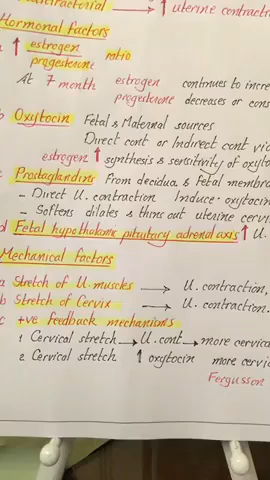 Multifactorial → ↑ uterine contractr
Hormonal Factors
a ↑ estrogen ratio
progesterone
At 7 month estrogen continues to incre
progesterone decreases or cons
b Oxytocin Fetal & Maternal sources
Direct cont or Indirect cont via
estrogen ↑ synthesis & sensitivity of oxyto
c Prostaglandins From decidua & Fetal membra
- Direct U. contraction Induce. oxytocin
- Softens dilates & thins out uterine cerv
d Fetal hypothalamic pituitary adrenal axis ↑ U.
Mechanical factors
a Stretch of U. muscles → U. contraction,
b Stretch of Cervix → U. contraction.
c +ve feedback mechanisms
1 Cervical stretch → U. cont → more cervica
2 Cervical stretch ↑ oxytocin more cervic
Fergusson